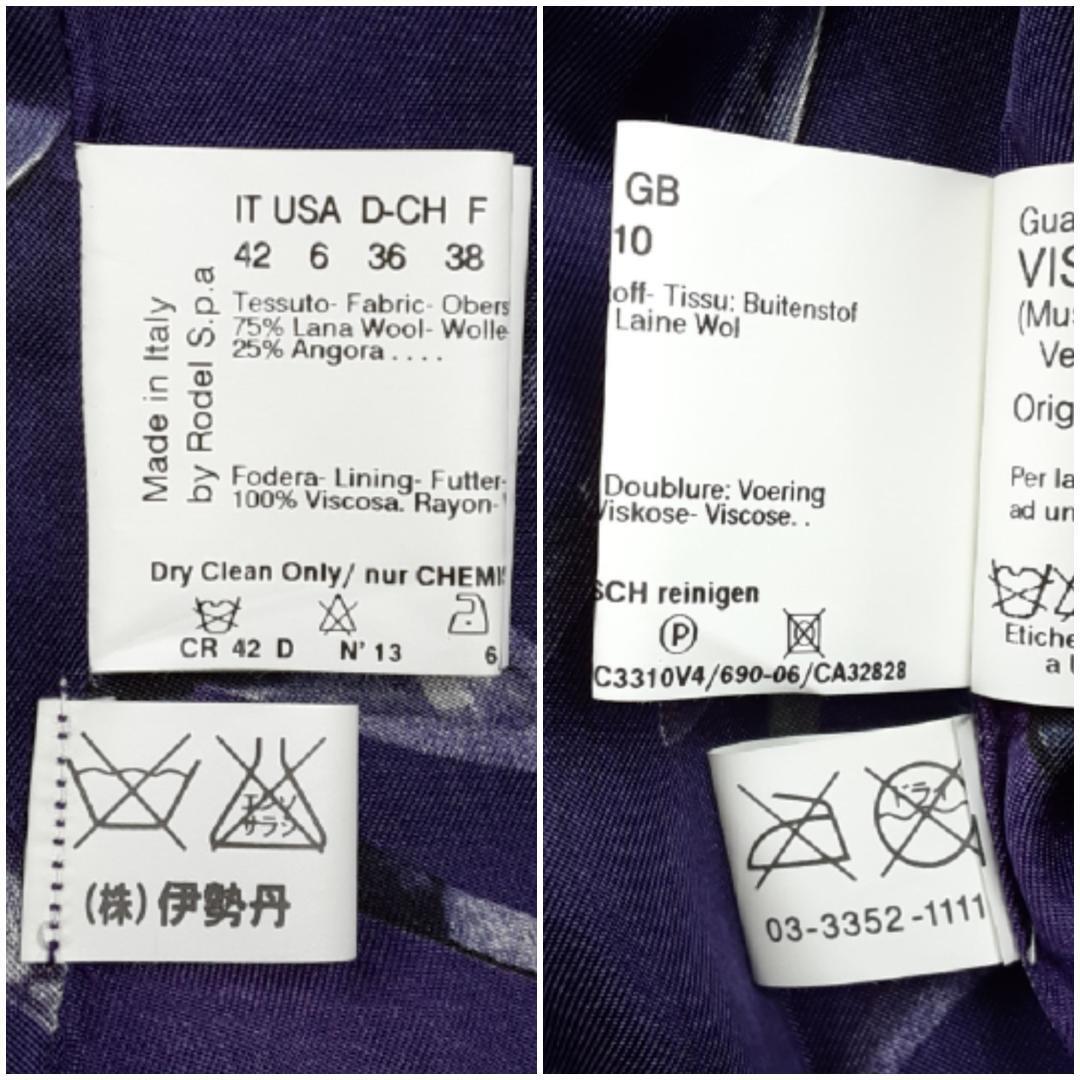 IT USA D-CH F
42 6 36 38
Made in Italy
by Rodel S.p.a
Tessuto- Fabric- Obers
75% Lana Wool- Wolle
25% Angora . . . .
Fodera- Lining- Futter-
100% Viscosa. Rayon-
Dry Clean Only/ nur CHEMI
CR 42 D N' 13 6
エンソ
サラシ
(株)伊勢丹
GB
10
off- Tissu: Buitenstof
Laine Wol
Doublure: Voering
Viskose- Viscose. .
SCH reinigen
P
C3310V4/690-06/CA32828
Gua
VIS
(Mus
Ve
Orig
Per la
ad un
Etiche
a
ドライ
03-3352-1111